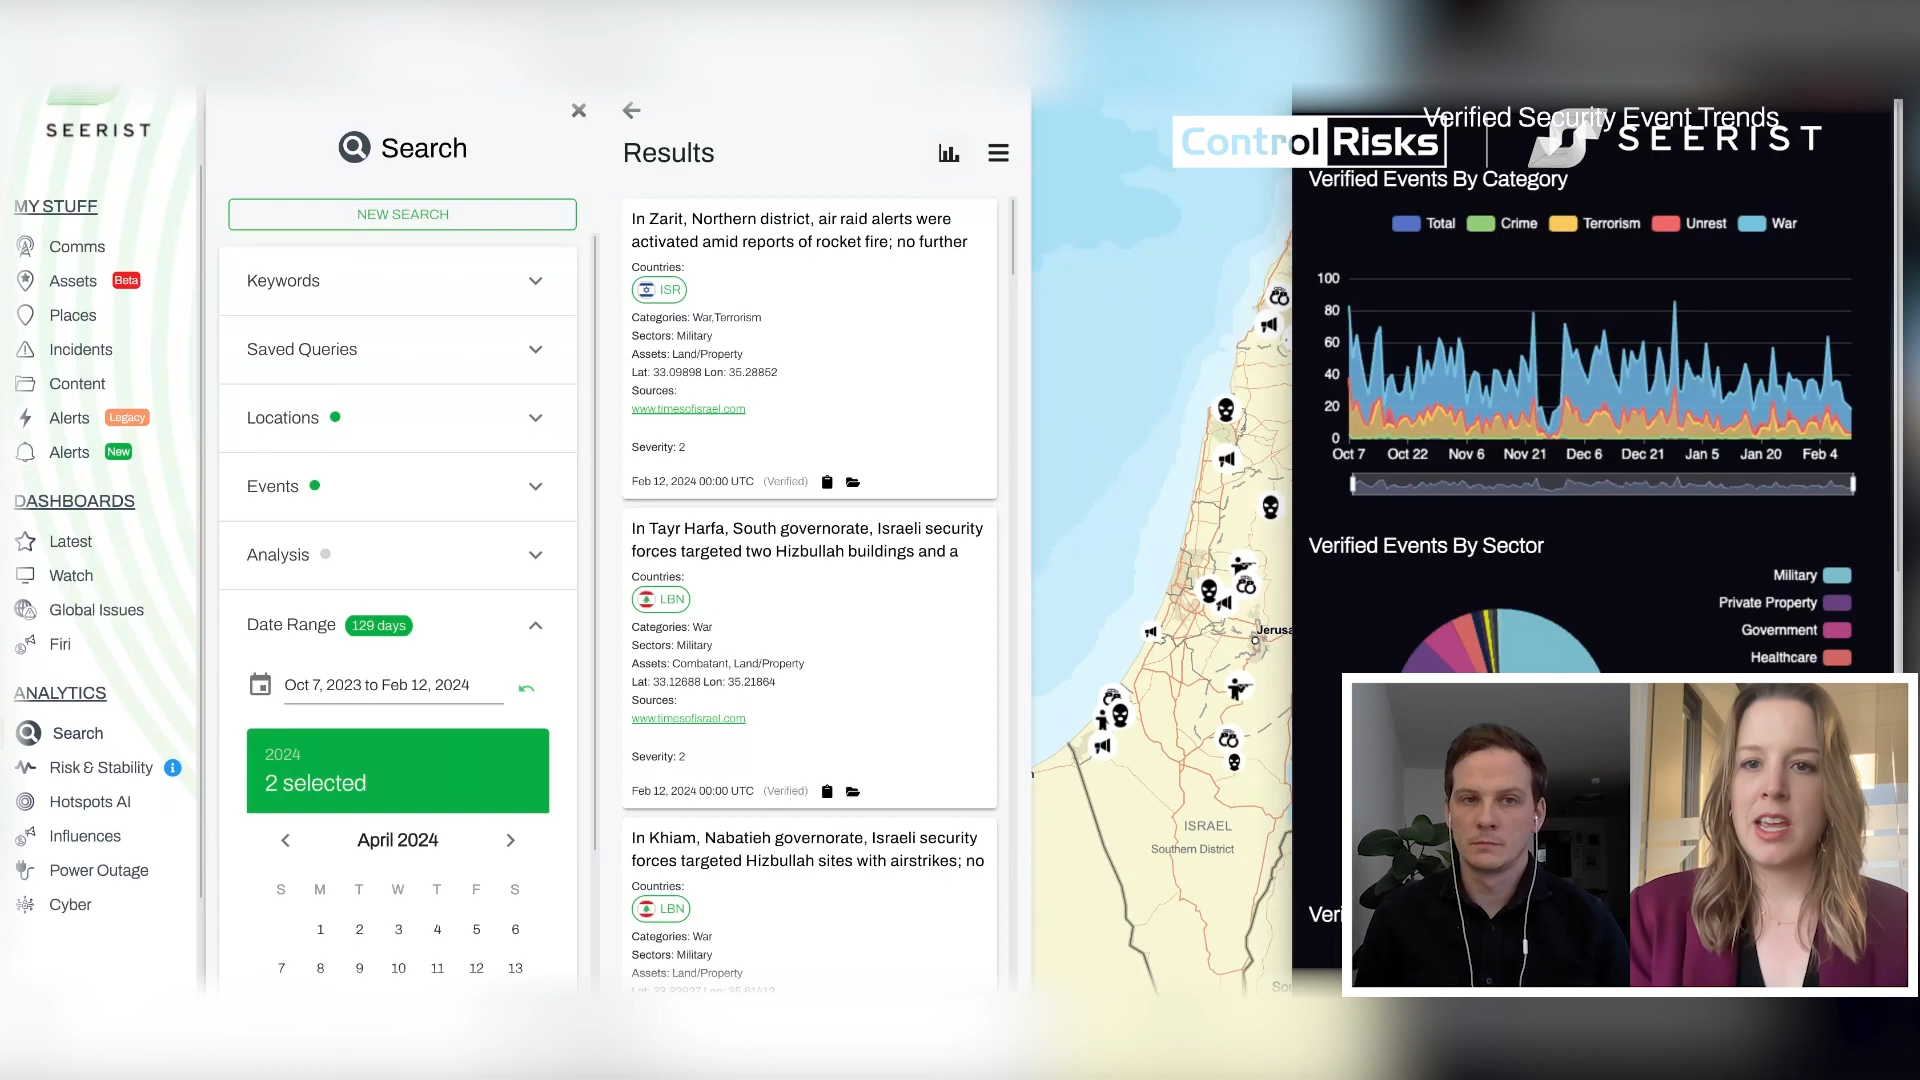 SEERIST
MY STUFF
Comms
Assets Beta
Places
Incidents
Content
Alerts Legacy
Alerts New
DASHBOARDS
Latest
Watch
Global Issues
Firi
ANALYTICS
Search
Risk & Stability
Hotspots AI
Influences
Power Outage
Cyber
Search
NEW SEARCH
Keywords
Saved Queries
Locations
Events
Analysis
Date Range 129 days
Oct 7, 2023 to Feb 12, 2024
2024
2 selected
April 2024
S M T W T F S
1 2 3 4 5 6
7 8 9 10 11 12 13
Results
In Zarit, Northern district, air raid alerts were
activated amid reports of rocket fire; no further
Countries:
ISR
Categories: War,Terrorism
Sectors: Military
Assets: Land/Property
Lat: 33.09898 Lon: 35.28852
Sources:
www.timesofisrael.com
Severity: 2
Feb 12, 2024 00:00 UTC (Verified)
In Tayr Harfa, South governorate, Israeli security
forces targeted two Hizbullah buildings and a
Countries:
LBN
Categories: War
Sectors: Military
Assets: Combatant, Land/Property
Lat: 33.12688 Lon: 35.21864
Sources:
www.timesofisrael.com
Severity: 2
Feb 12, 2024 00:00 UTC (Verified)
In Khiam, Nabatieh governorate, Israeli security
forces targeted Hizbullah sites with airstrikes; no
Countries:
LBN
Categories: War
Sectors: Military
Assets: Land/Property
Jerusa
ISRAEL
Southern District
Verified Security Event Trends
Control Risks
SEERIST
Verified Events By Category
Total Crime Terrorism Unrest War
100
80
60
40
20
0
Oct 7 Oct 22 Nov 6 Nov 21 Dec 6 Dec 21 Jan 5 Jan 20 Feb 4
Verified Events By Sector
Military
Private Property
Government
Healthcare
Veri